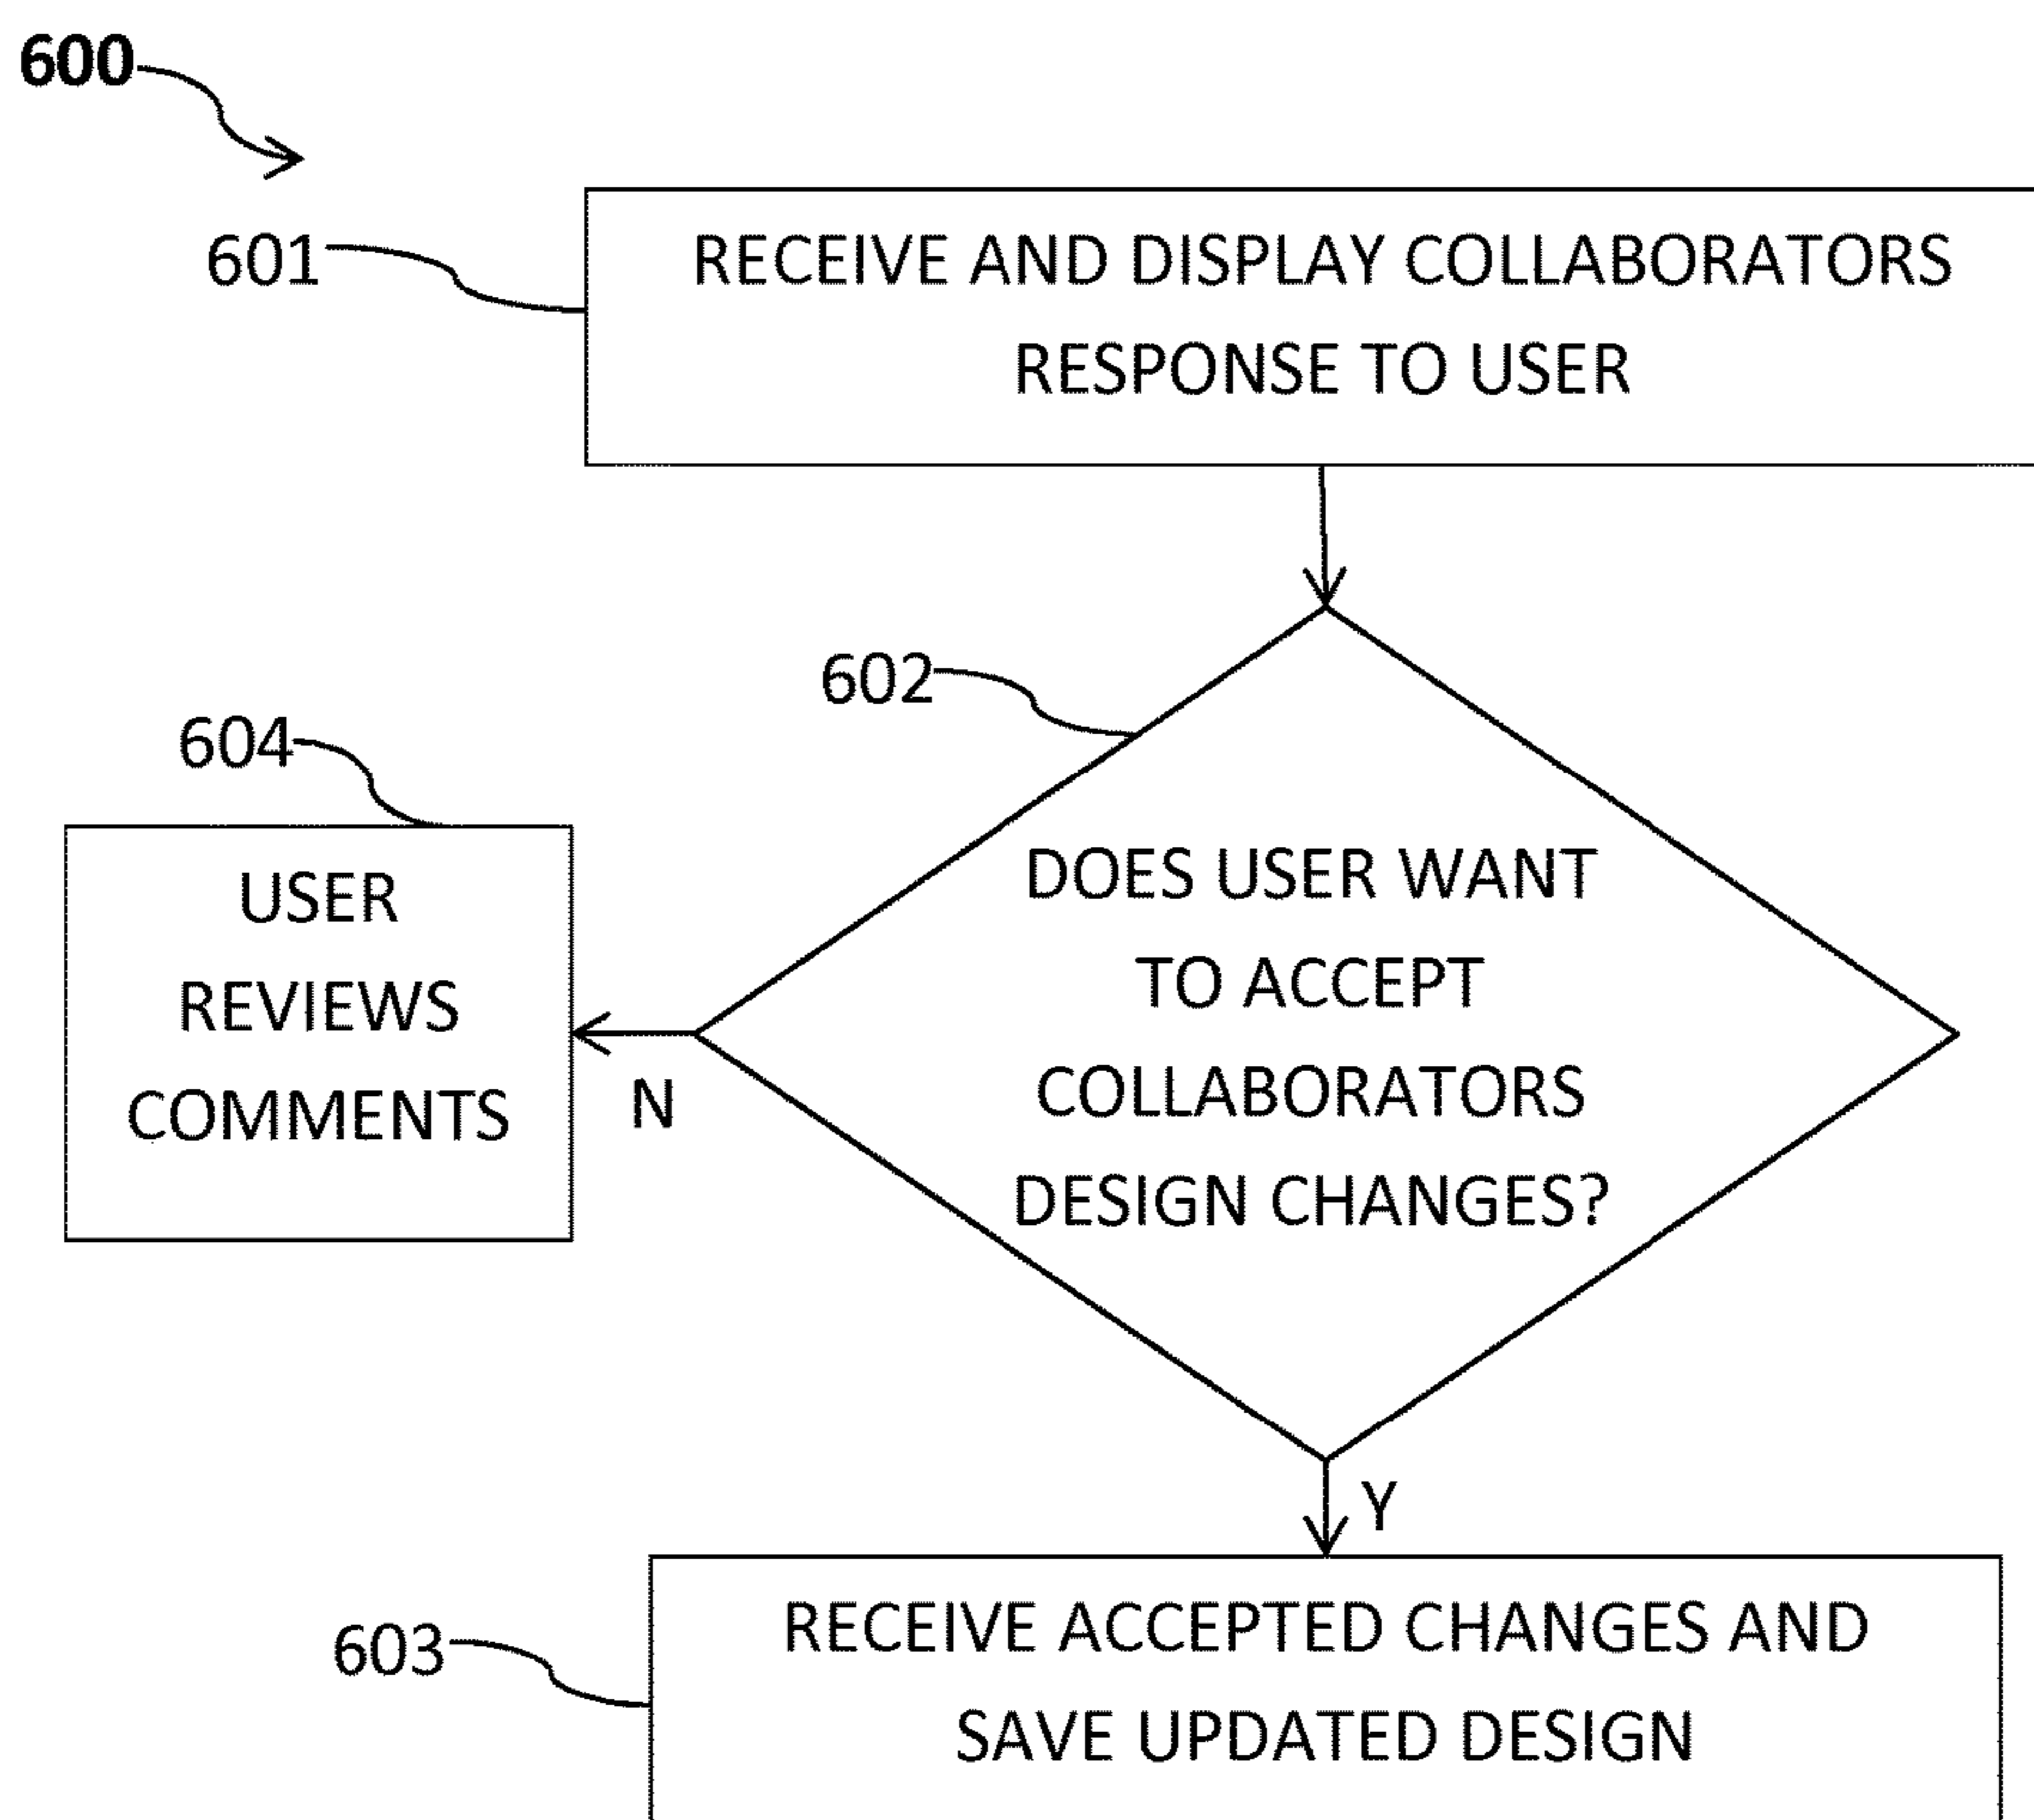 600
601
RECEIVE AND DISPLAY COLLABORATORS
RESPONSE TO USER
602
604
DOES USER WANT
TO ACCEPT
COLLABORATORS
DESIGN CHANGES?
USER
REVIEWS
COMMENTS
N
Y
603
RECEIVE ACCEPTED CHANGES AND
SAVE UPDATED DESIGN